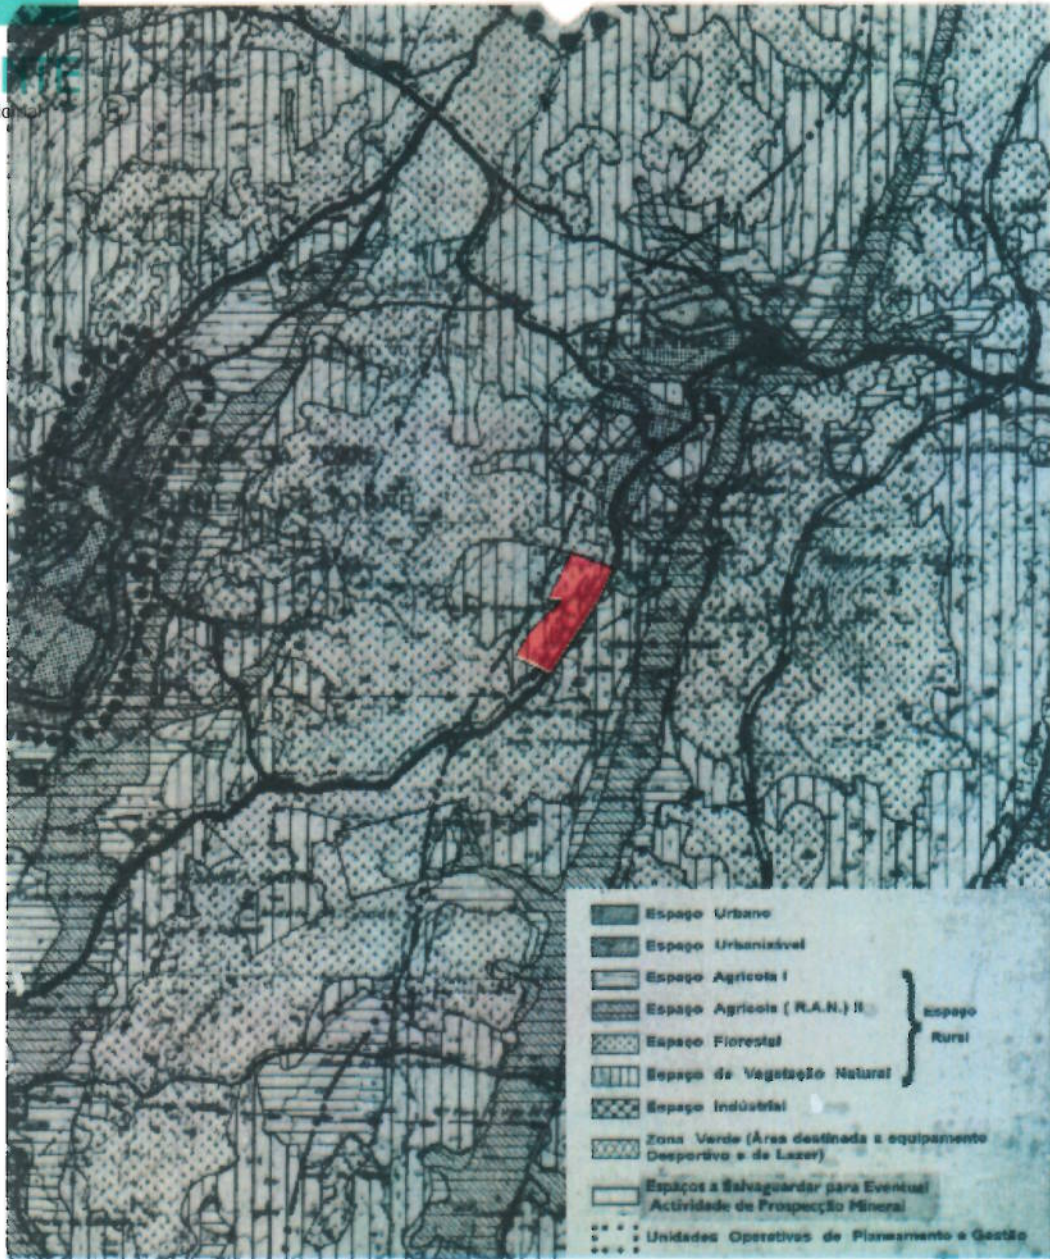 NTE
Espaço Urbano
Espaço Urbanizável
Espaço Agrícola I
Espaço Agrícola ( R.A.N.) II
Espaço Florestal
Espaço de Vegetação Natural
Espaço Rural
Espaço Indústrial
Zona Verde (Área destinada a equipamento
Desportivo e de Lazer)
Espaços a Salvaguardar para Eventual
Actividade de Prospecção Mineral
Unidades Operativas de Planeamento e Gestão